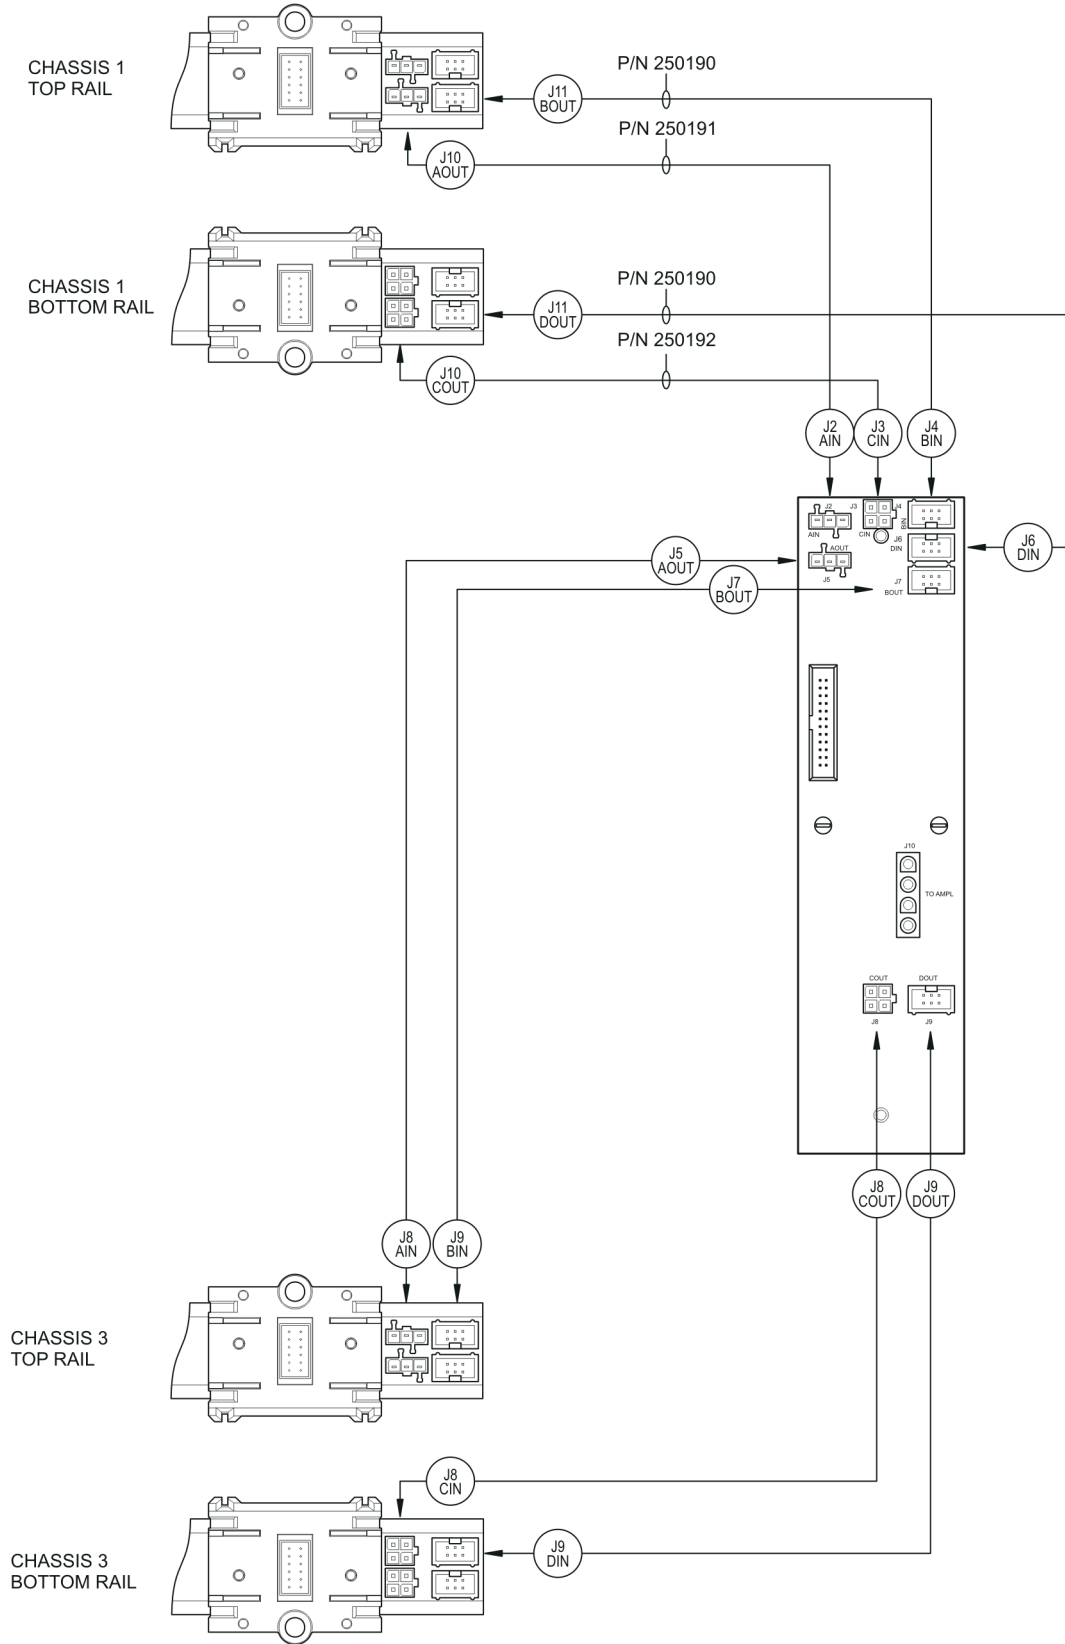 CHASSIS 1
TOP RAIL
P/N 250190
J11
BOUT
P/N 250191
J10
AOUT
CHASSIS 1
BOTTOM RAIL
P/N 250190
J11
DOUT
P/N 250192
J10
COUT
J2
AIN
J3
CIN
J4
BIN
J2
J3
J4
AIN
CIN
BIN
J6
DIN
J6
DIN
J5
AOUT
AOUT
J5
J7
BOUT
J7
BOUT
J10
TO AMPL
COUT
DOUT
J8
J9
J8
COUT
J9
DOUT
J8
AIN
J9
BIN
CHASSIS 3
TOP RAIL
J8
CIN
J9
DIN
CHASSIS 3
BOTTOM RAIL